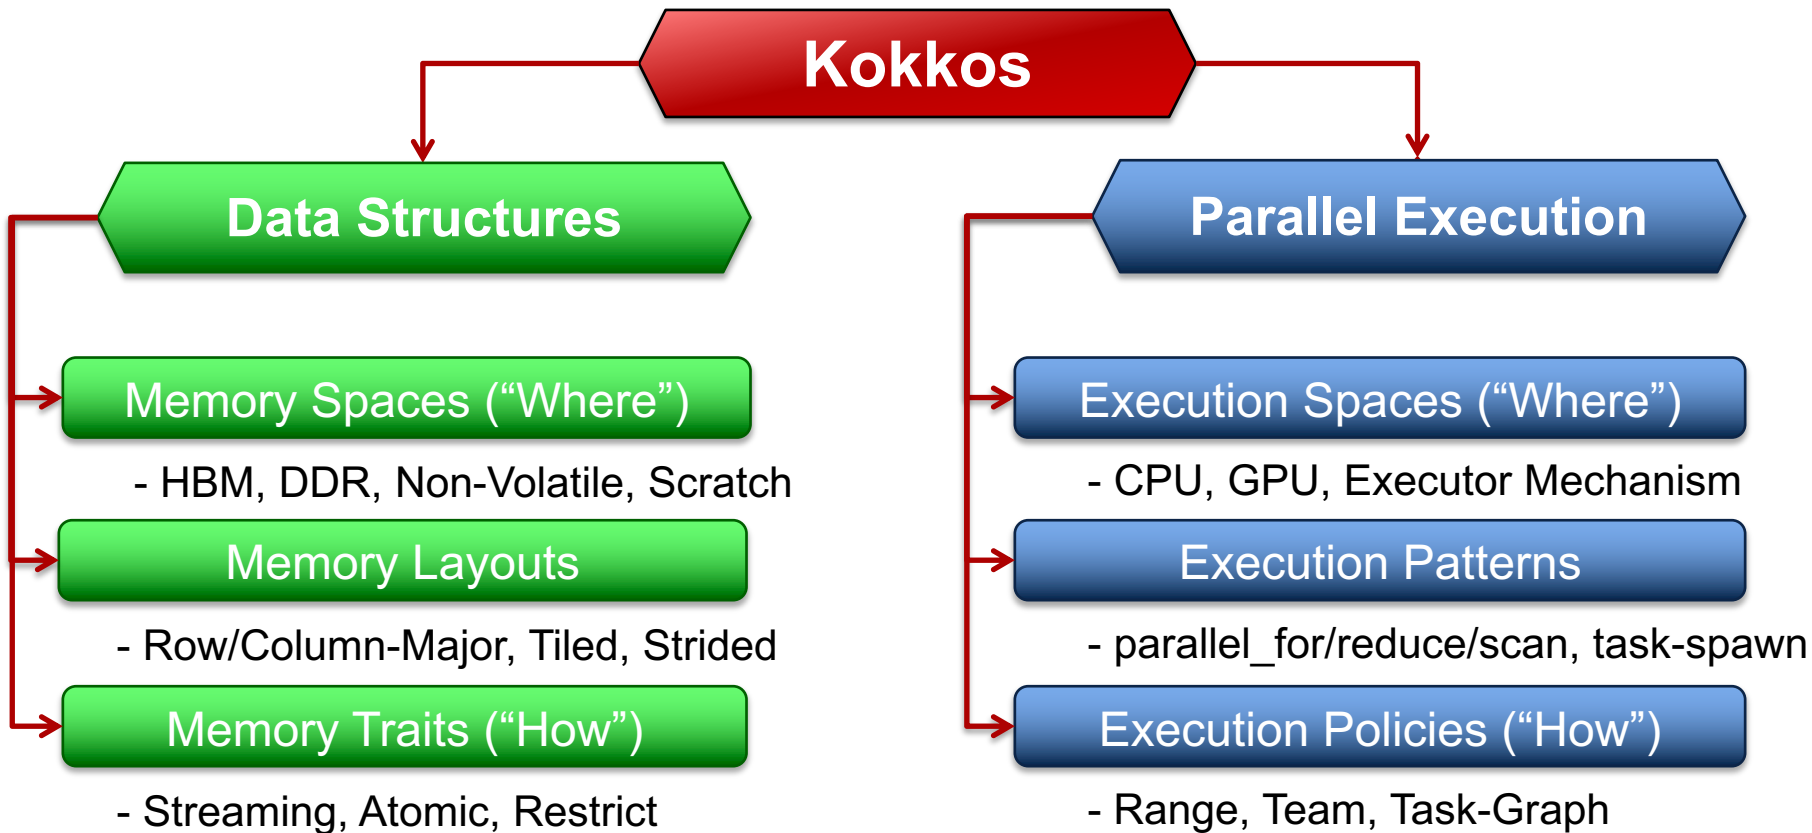 Kokkos
Data Structures
Memory Spaces (“Where”)
- HBM, DDR, Non-Volatile, Scratch
Memory Layouts
- Row/Column-Major, Tiled, Strided
Memory Traits (“How”)
- Streaming, Atomic, Restrict
Parallel Execution
Execution Spaces (“Where”)
- CPU, GPU, Executor Mechanism
Execution Patterns
- parallel_for/reduce/scan, task-spawn
Execution Policies (“How”)
- Range, Team, Task-Graph